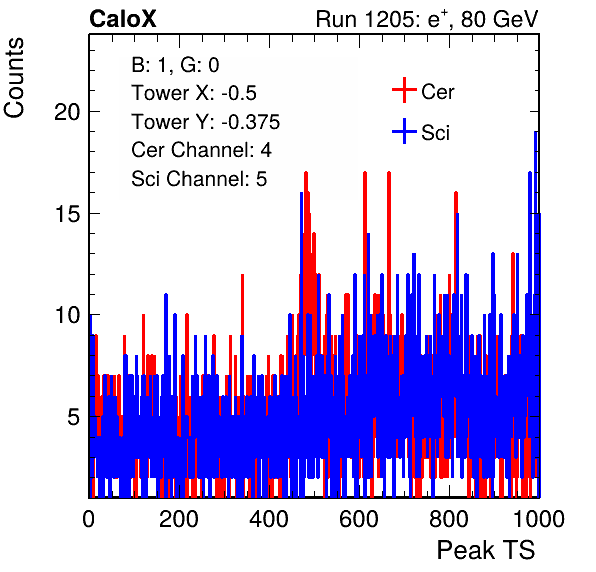 CaloX Run 1205: e⁺, 80 GeV
Counts
B: 1, G: 0
Tower X: -0.5
Tower Y: -0.375
Cer Channel: 4
Sci Channel: 5
Cer
Sci
20
15
10
5
0 200 400 600 800 1000
Peak TS